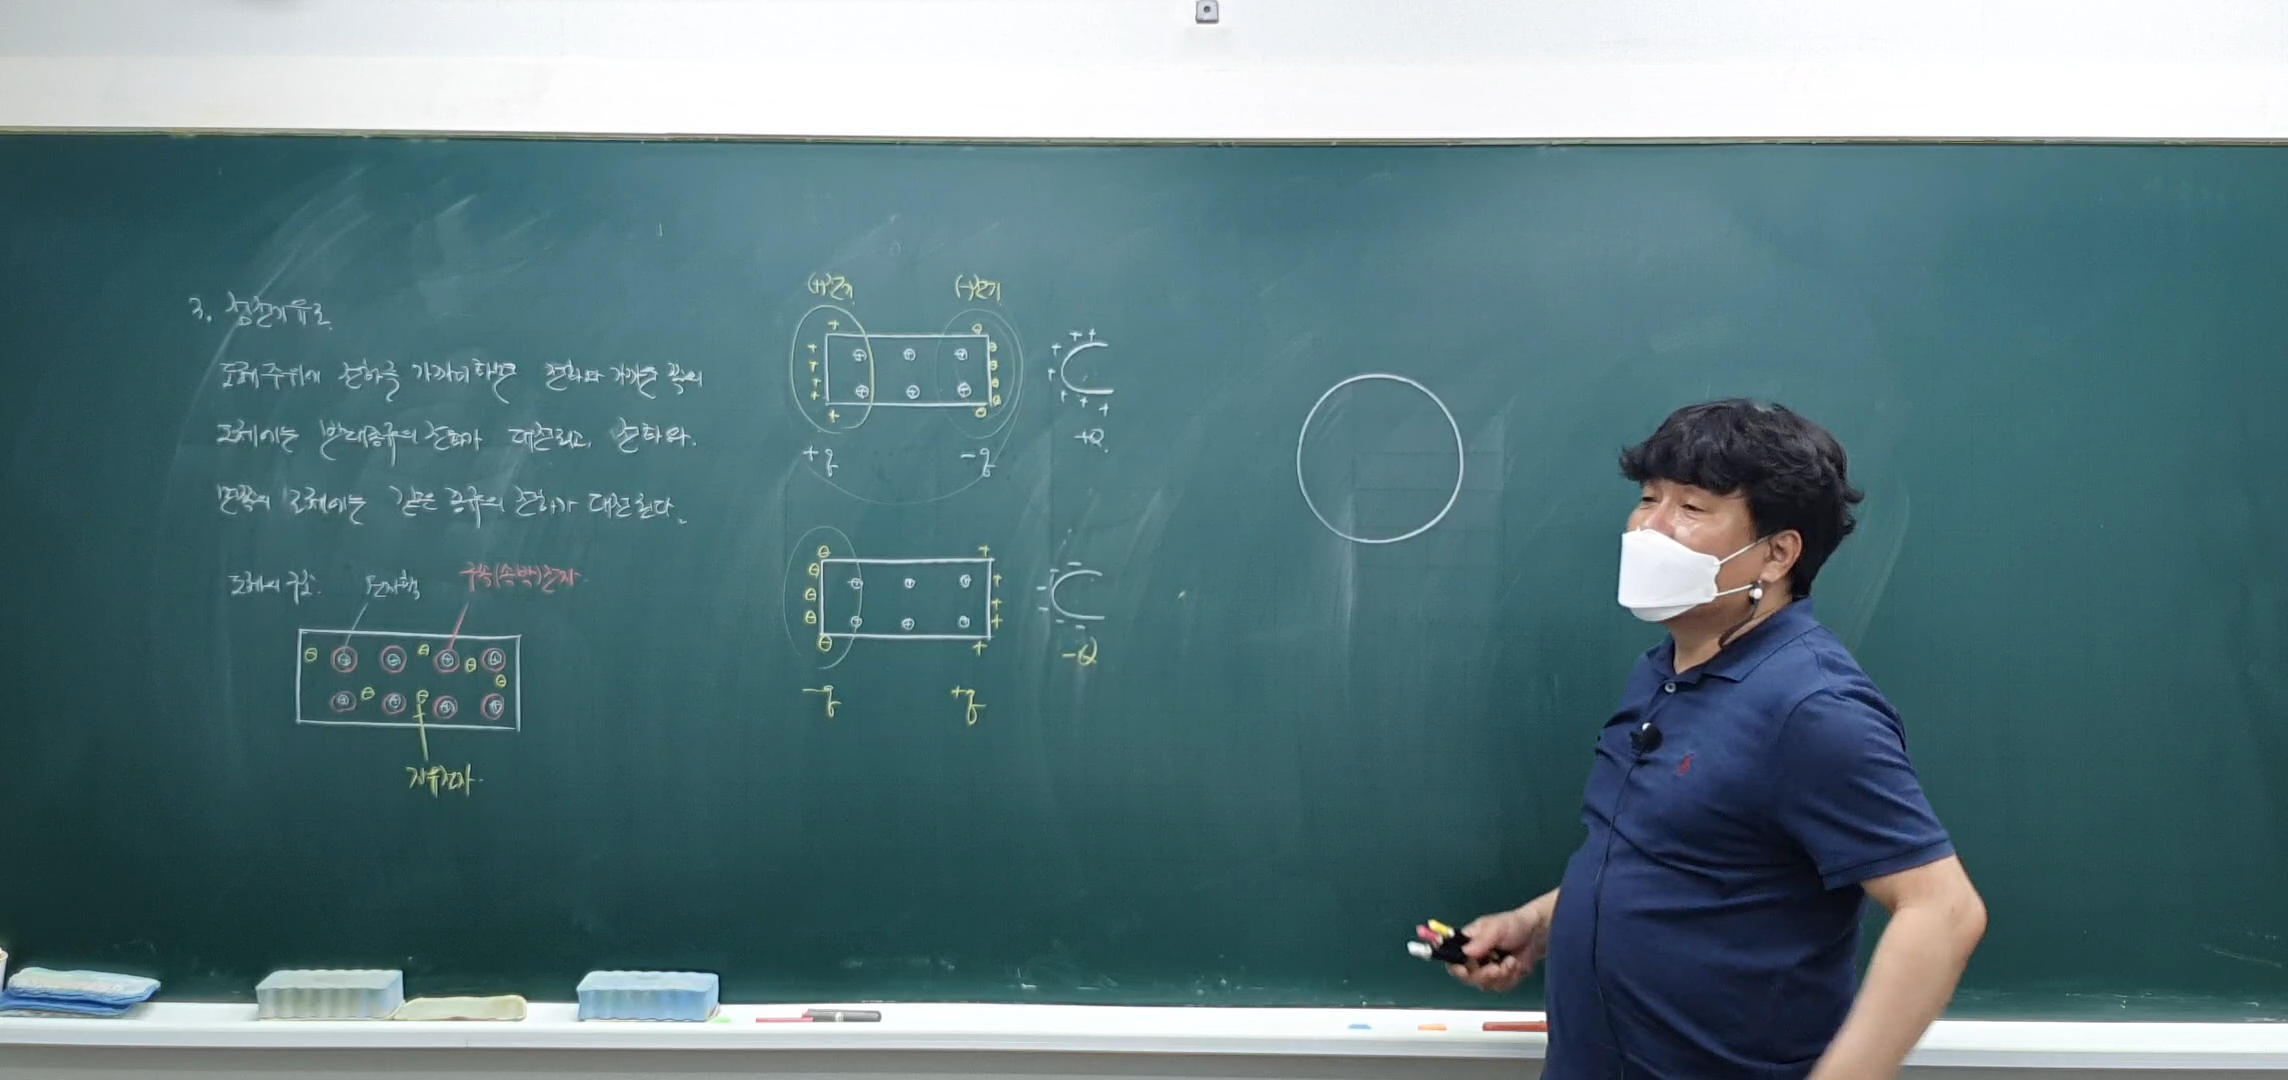 3. 정전기유도
도체 주위에 전하를 가까이 하면 전하와 가까운 쪽의
도체에는 반대종류의 전하가 대전되고, 전하와
먼쪽의 도체에는 같은 종류의 전하가 대전된다.
도체의 구조. 원자핵 구속(속박)전자.
자유전자.
(+)전기 (-)전기
+q -q +Q
-q +q -Q